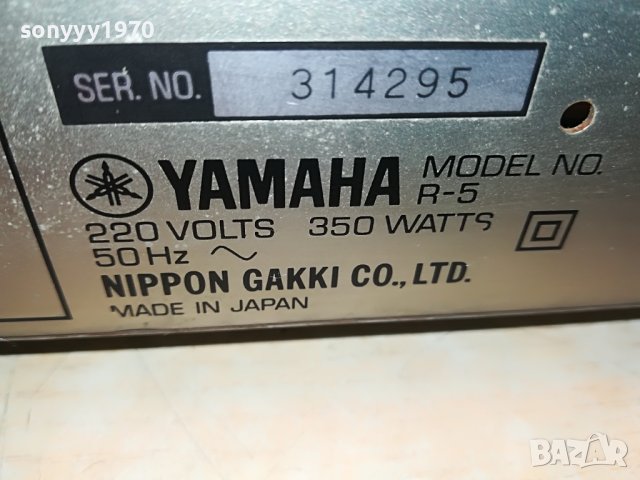 sonyyy1970
SER. NO. 314295
YAMAHA MODEL NO. R-5
220 VOLTS 350 WATTS
50 Hz ~
NIPPON GAKKI CO., LTD.
MADE IN JAPAN
BAZAR